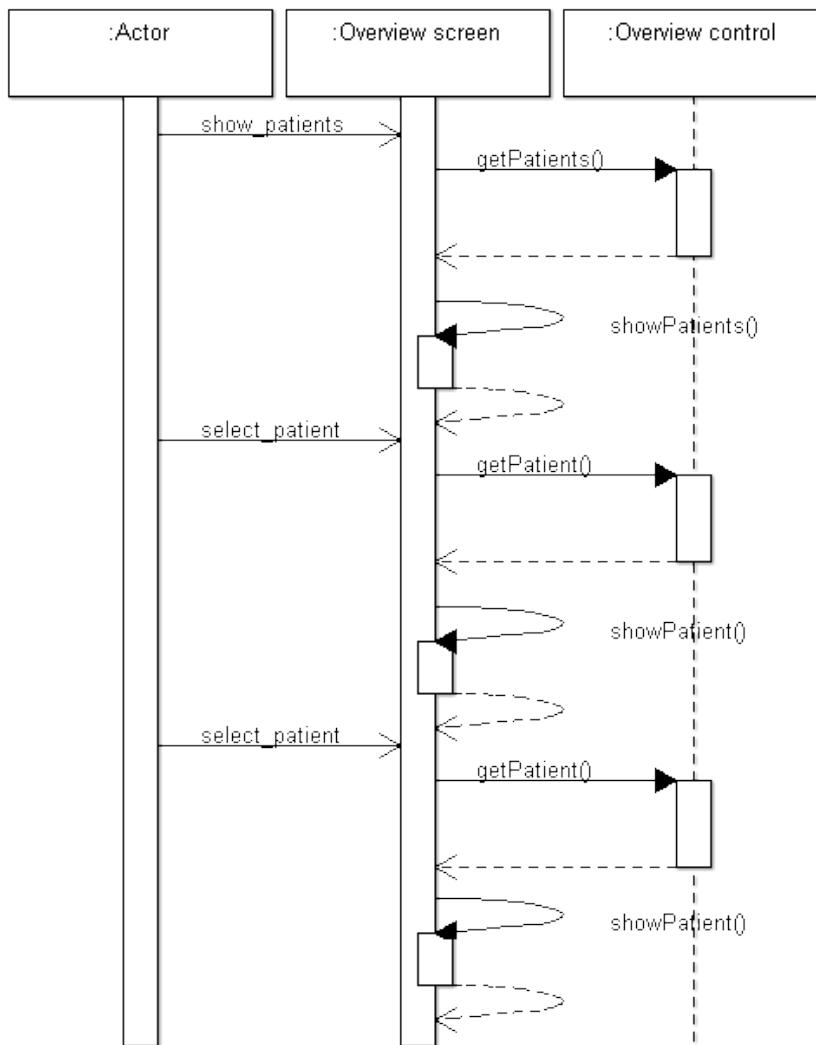 :Actor
:Overview screen
:Overview control
show_patients
getPatients()
showPatients()
select_patient
getPatient()
showPatient()
select_patient
getPatient()
showPatient()